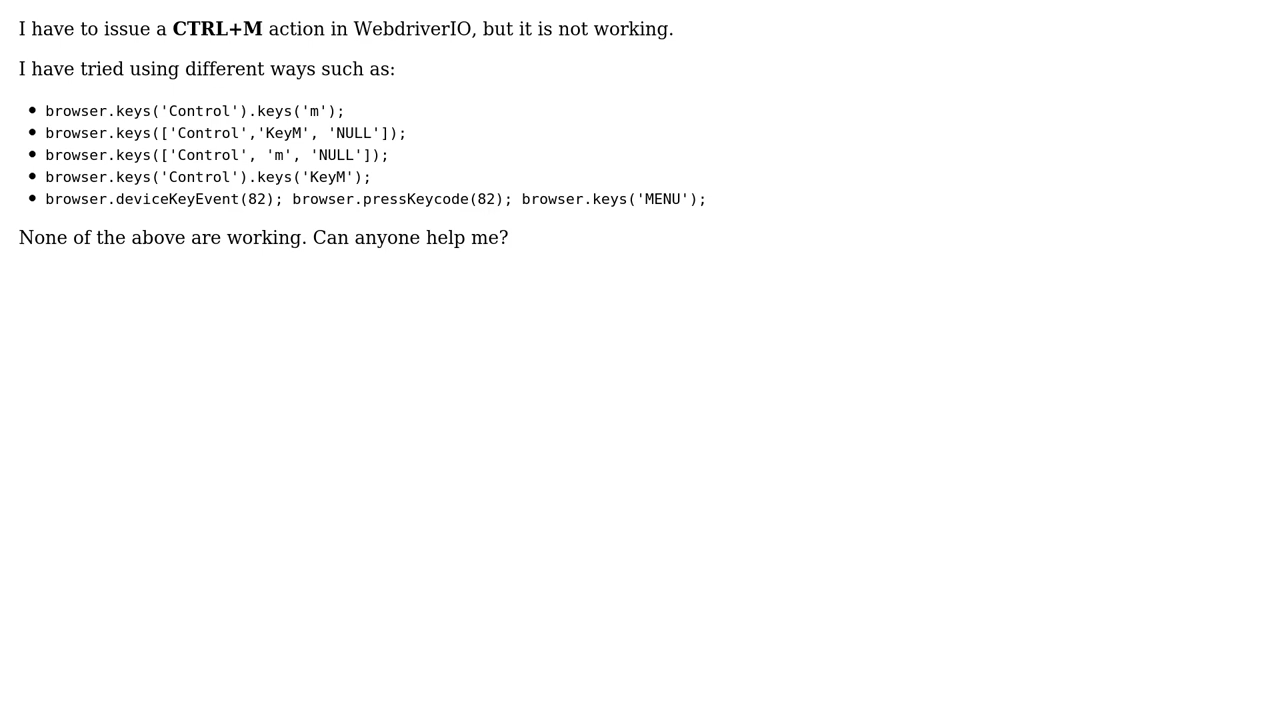 I have to issue a CTRL+M action in WebdriverIO, but it is not working.
I have tried using different ways such as:
• browser.keys('Control').keys('m');
• browser.keys(['Control','KeyM', 'NULL']);
• browser.keys(['Control', 'm', 'NULL']);
• browser.keys('Control').keys('KeyM');
• browser.deviceKeyEvent(82); browser.pressKeycode(82); browser.keys('MENU');
None of the above are working. Can anyone help me?